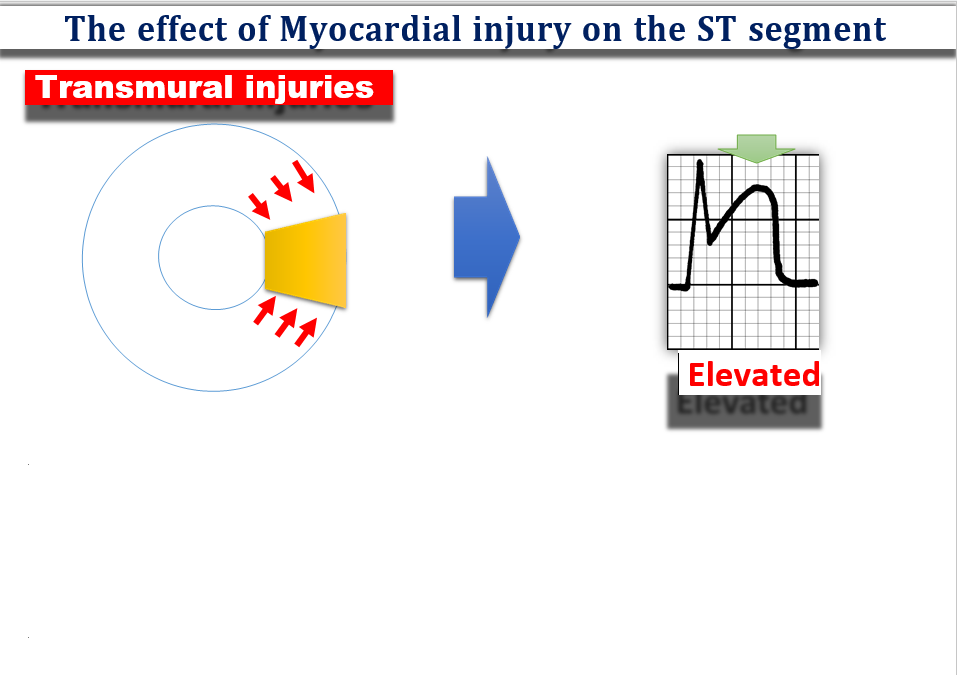 The effect of Myocardial injury on the ST segment
Transmural injuries
Elevated